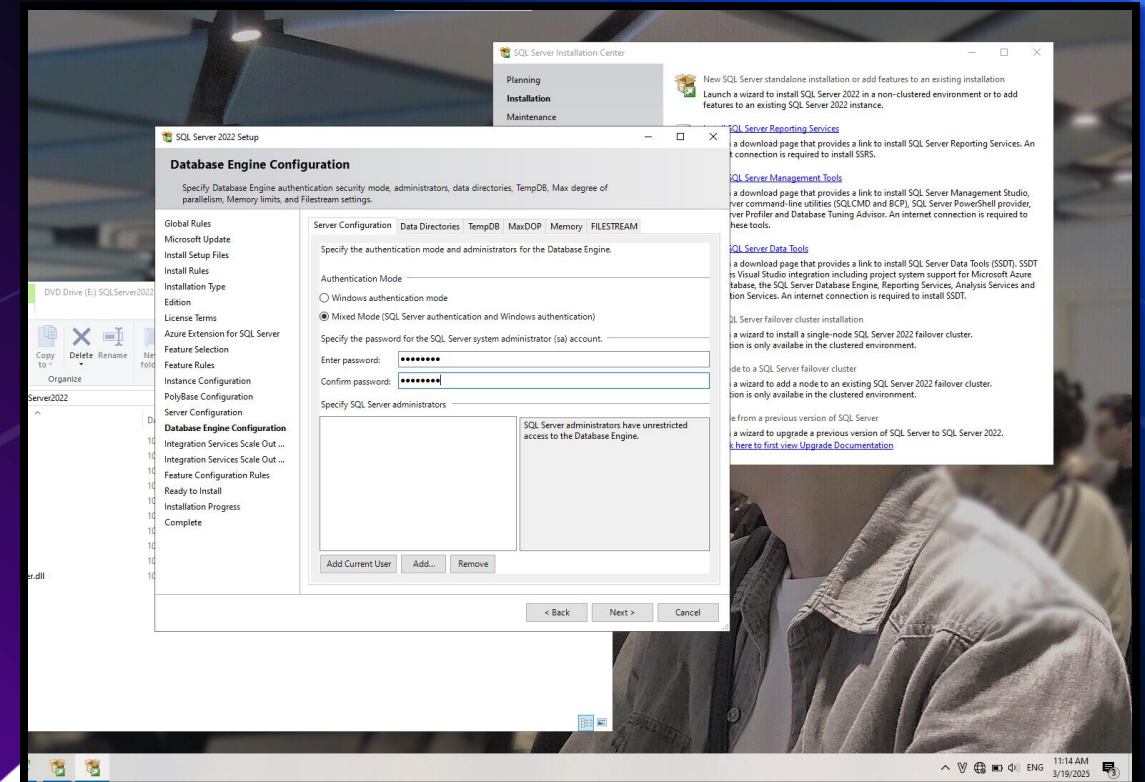 SQL Server Installation Center
Planning
Installation
Maintenance
New SQL Server standalone installation or add features to an existing installation
Launch a wizard to install SQL Server 2022 in a non-clustered environment or to add
features to an existing SQL Server 2022 instance.
SQL Server Reporting Services
a download page that provides a link to install SQL Server Reporting Services. An
connection is required to install SSRS.
SQL Server Management Tools
a download page that provides a link to install SQL Server Management Studio,
command-line utilities (SQLCMD and BCP), SQL Server PowerShell provider,
Profiler and Database Tuning Advisor. An internet connection is required to
these tools.
SQL Server Data Tools
a download page that provides a link to install SQL Server Data Tools (SSDT). SSDT
Visual Studio integration including project system support for Microsoft Azure
the SQL Server Database Engine, Reporting Services, Analysis Services and
Services. An internet connection is required to install SSDT.
Server failover cluster installation
a wizard to install a single-node SQL Server 2022 failover cluster.
is only availabe in the clustered environment.
to a SQL Server failover cluster
a wizard to add a node to an existing SQL Server 2022 failover cluster.
is only availabe in the clustered environment.
from a previous version of SQL Server
a wizard to upgrade a previous version of SQL Server to SQL Server 2022.
here to first view Upgrade Documentation
SQL Server 2022 Setup
Database Engine Configuration
Specify Database Engine authentication security mode, administrators, data directories, TempDB, Max degree of
parallelism, Memory limits, and Filestream settings.
Global Rules
Microsoft Update
Install Setup Files
Install Rules
Installation Type
Edition
License Terms
Azure Extension for SQL Server
Feature Selection
Feature Rules
Instance Configuration
PolyBase Configuration
Server Configuration
Database Engine Configuration
Integration Services Scale Out ...
Integration Services Scale Out ...
Feature Configuration Rules
Ready to Install
Installation Progress
Complete
Server Configuration Data Directories TempDB MaxDOP Memory FILESTREAM
Specify the authentication mode and administrators for the Database Engine.
Authentication Mode
Windows authentication mode
Mixed Mode (SQL Server authentication and Windows authentication)
Specify the password for the SQL Server system administrator (sa) account.
Enter password: ●●●●●●●●
Confirm password: ●●●●●●●●
Specify SQL Server administrators
SQL Server administrators have unrestricted
access to the Database Engine.
Add Current User Add... Remove
< Back Next > Cancel
DVD Drive (E:) SQLServer2022
Copy to Delete Rename
Organize
Server2022
ENG
11:14 AM
3/19/2025
3